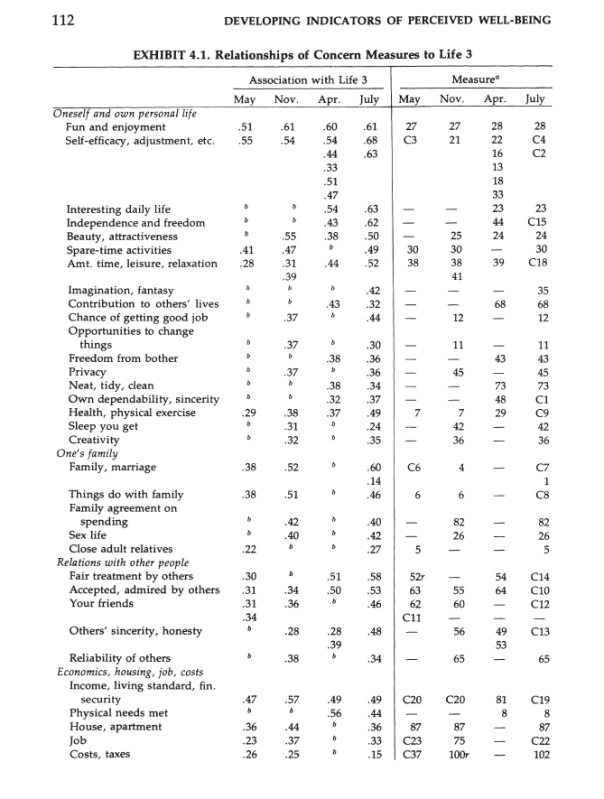 112 DEVELOPING INDICATORS OF PERCEIVED WELL-BEING
EXHIBIT 4.1. Relationships of Concern Measures to Life 3
Association with Life 3 Measureᵃ
May Nov. Apr. July May Nov. Apr. July
Oneself and own personal life
Fun and enjoyment .51 .61 .60 .61 27 27 28 28
Self-efficacy, adjustment, etc. .55 .54 .54 .68 C3 21 22 C4
.44 .63 16 C2
.33 13
.51 18
.47 33
Interesting daily life ᵇ ᵇ .54 .63 — — 23 23
Independence and freedom ᵇ ᵇ .43 .62 — — 44 C15
Beauty, attractiveness ᵇ .55 .38 .50 — 25 24 24
Spare-time activities .41 .47 ᵇ .49 30 30 — 30
Amt. time, leisure, relaxation .28 .31 .44 .52 38 38 39 C18
.39 41
Imagination, fantasy ᵇ ᵇ ᵇ .42 — — — 35
Contribution to others' lives ᵇ ᵇ .43 .32 — — 68 68
Chance of getting good job ᵇ .37 ᵇ .44 — 12 — 12
Opportunities to change
things ᵇ .37 ᵇ .30 — 11 — 11
Freedom from bother ᵇ ᵇ .38 .36 — — 43 43
Privacy ᵇ .37 ᵇ .36 — 45 — 45
Neat, tidy, clean ᵇ ᵇ .38 .34 — — 73 73
Own dependability, sincerity ᵇ ᵇ .32 .37 — — 48 C1
Health, physical exercise .29 .38 .37 .49 7 7 29 C9
Sleep you get ᵇ .31 ᵇ .24 — 42 — 42
Creativity ᵇ .32 ᵇ .35 — 36 — 36
One's family
Family, marriage .38 .52 ᵇ .60 C6 4 — C7
.14 1
Things do with family .38 .51 ᵇ .46 6 6 — C8
Family agreement on
spending ᵇ .42 ᵇ .40 — 82 — 82
Sex life ᵇ .40 ᵇ .42 — 26 — 26
Close adult relatives .22 ᵇ ᵇ .27 5 — — 5
Relations with other people
Fair treatment by others .30 ᵇ .51 .58 52r — 54 C14
Accepted, admired by others .31 .34 .50 .53 63 55 64 C10
Your friends .31 .36 ᵇ .46 62 60 — C12
.34 C11 — — —
Others' sincerity, honesty ᵇ .28 .28 .48 — 56 49 C13
.39 53
Reliability of others ᵇ .38 ᵇ .34 — 65 — 65
Economics, housing, job, costs
Income, living standard, fin.
security .47 .57 .49 .49 C20 C20 81 C19
Physical needs met ᵇ ᵇ .56 .44 — — 8 8
House, apartment .36 .44 ᵇ .36 87 87 — 87
Job .23 .37 ᵇ .33 C23 75 — C22
Costs, taxes .26 .25 ᵇ .15 C37 100r — 102